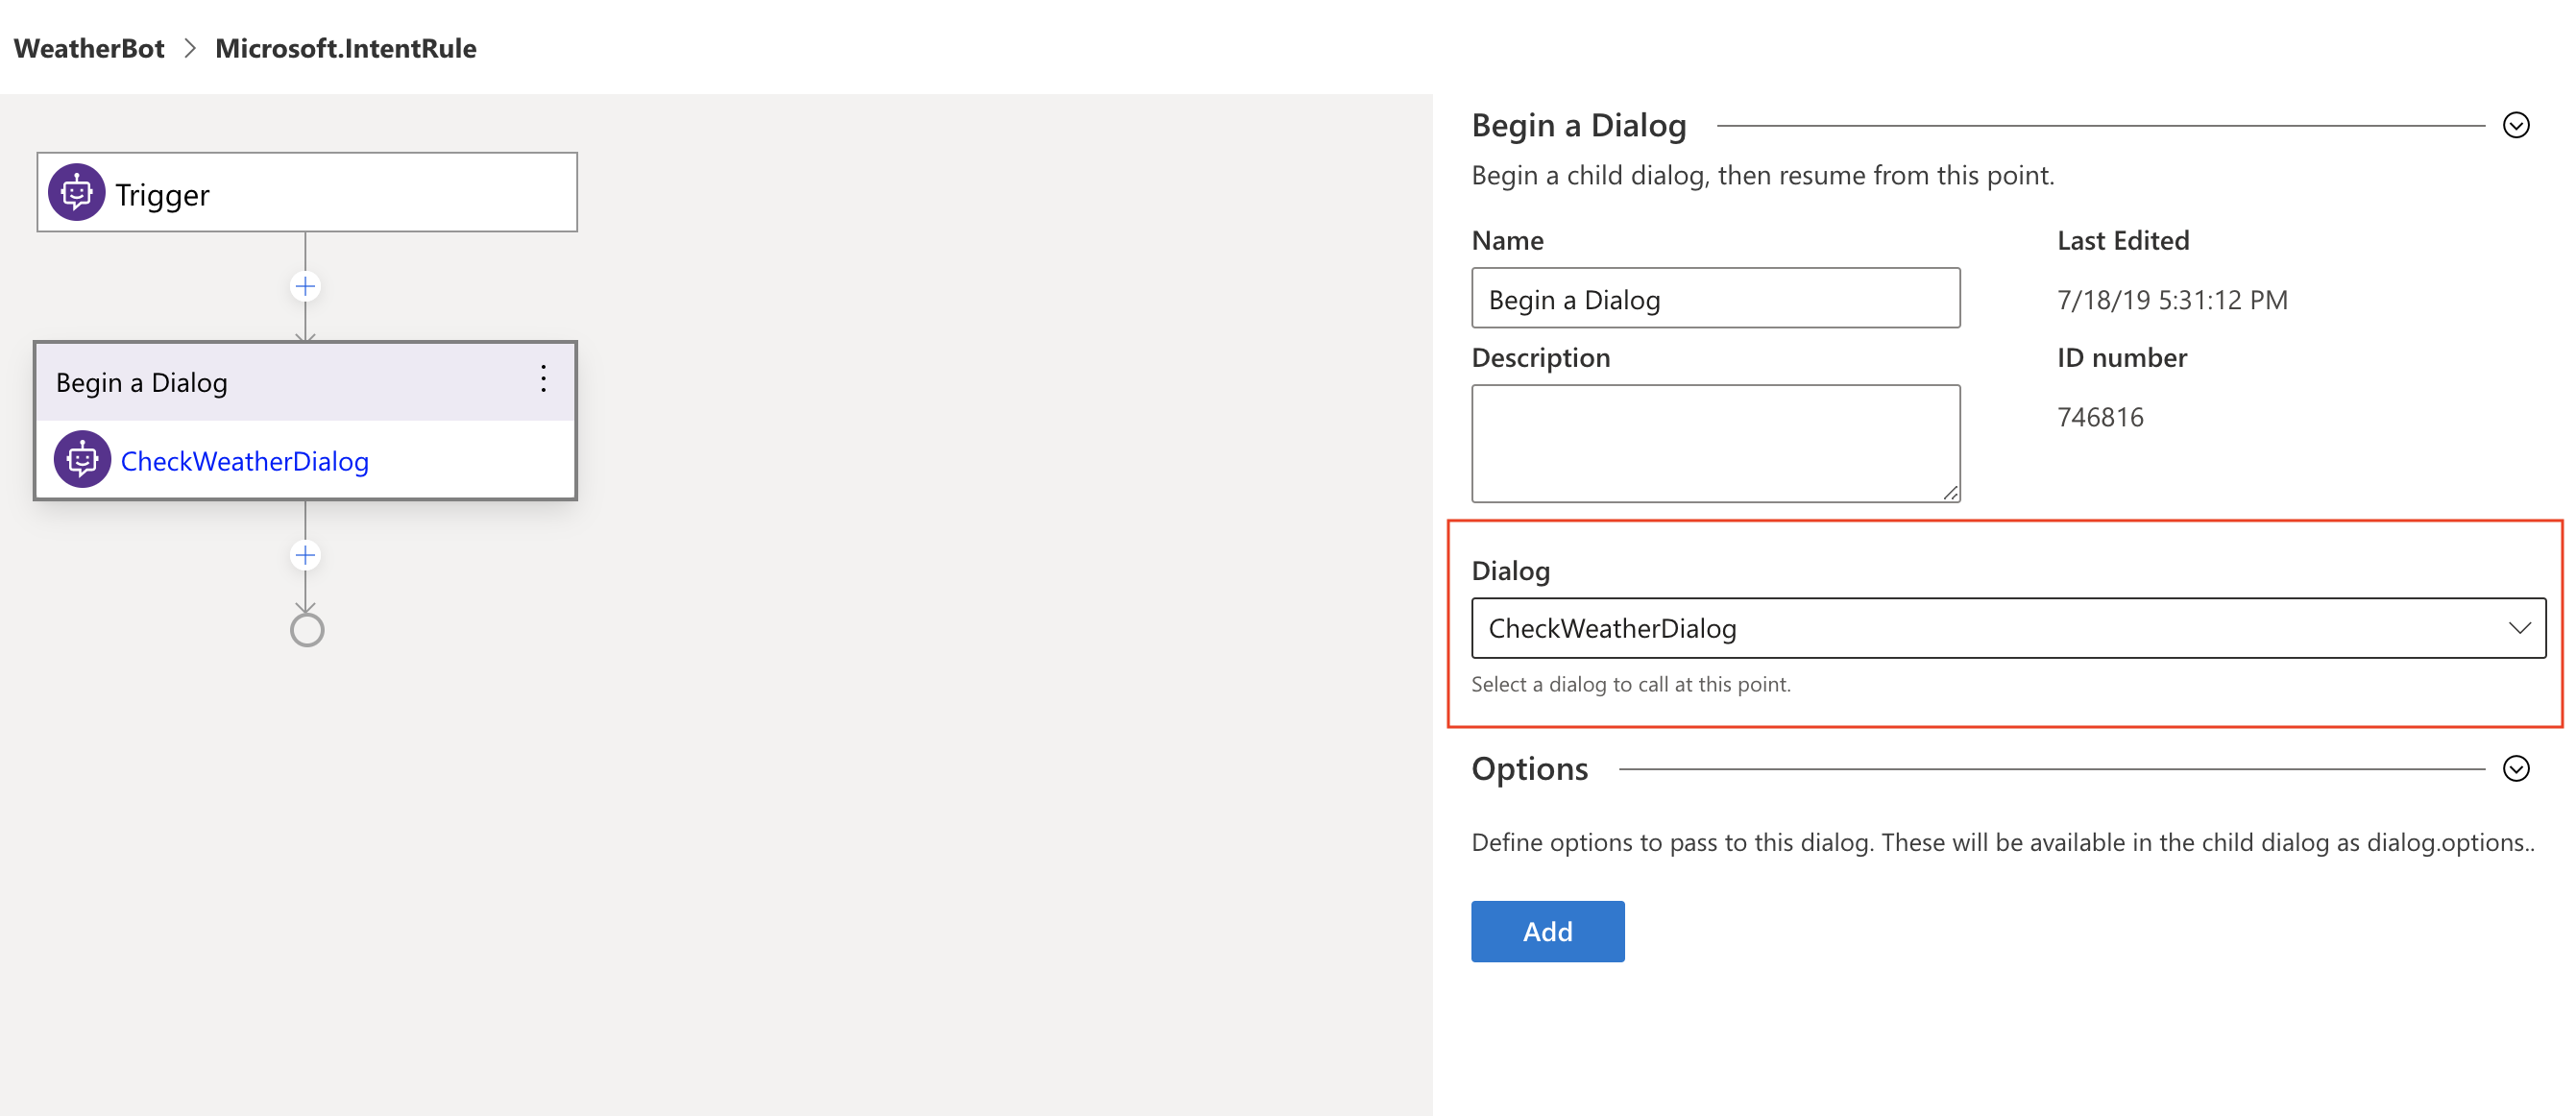 WeatherBot > Microsoft.IntentRule
Trigger
Begin a Dialog
CheckWeatherDialog
Begin a Dialog
Begin a child dialog, then resume from this point.
Name
Last Edited
Begin a Dialog
7/18/19 5:31:12 PM
Description
ID number
746816
Dialog
CheckWeatherDialog
Select a dialog to call at this point.
Options
Define options to pass to this dialog. These will be available in the child dialog as dialog.options..
Add